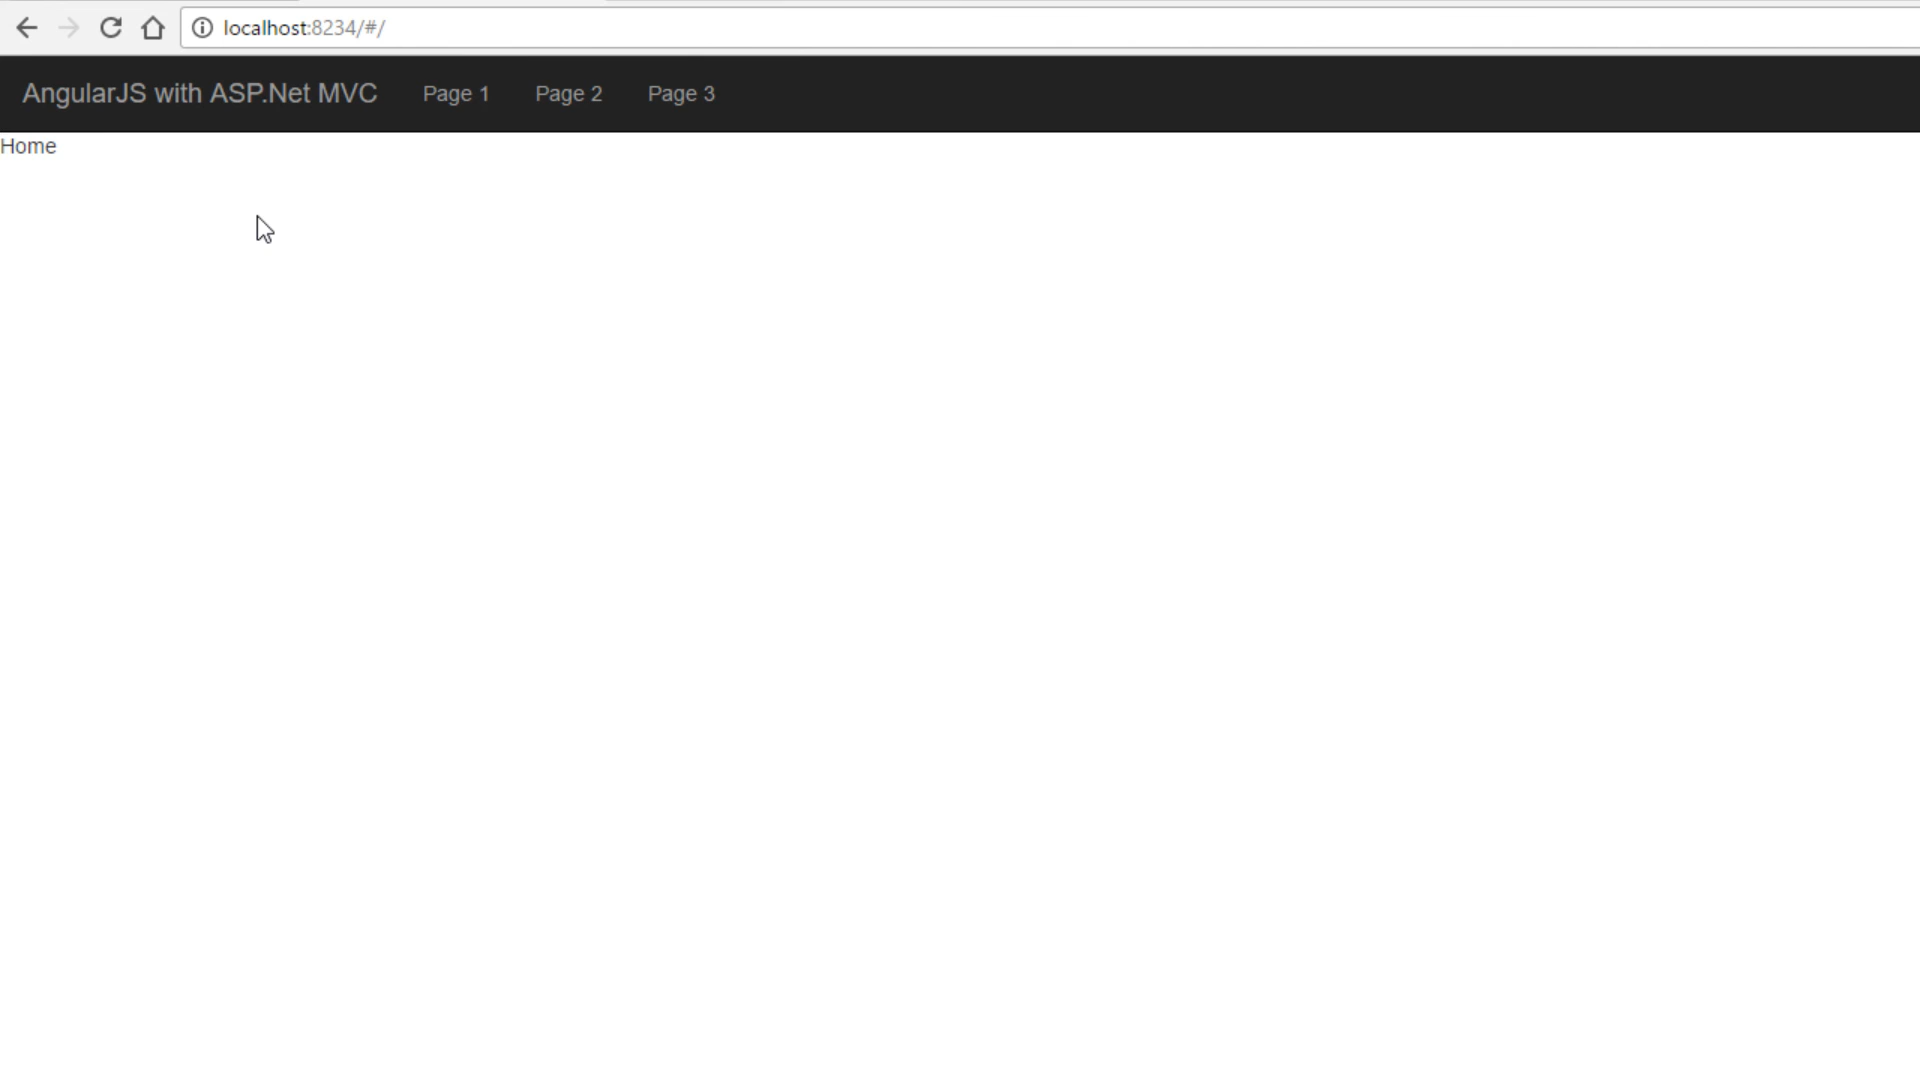 localhost:8234/#/
AngularJS with ASP.Net MVC Page 1 Page 2 Page 3
Home